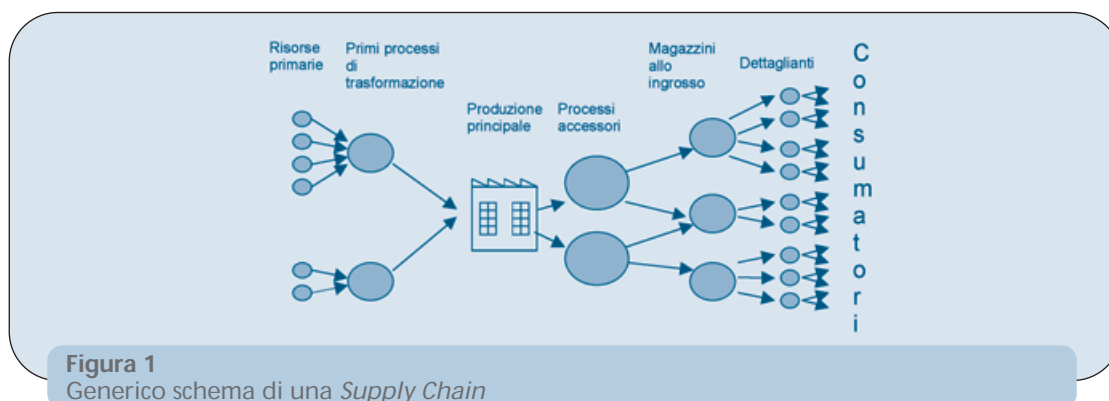 Risorse
primarie
Primi processi
di
trasformazione
Produzione
principale
Processi
accessori
Magazzini
allo
ingrosso
Dettaglianti
Consumatori
Figura 1
Generico schema di una Supply Chain